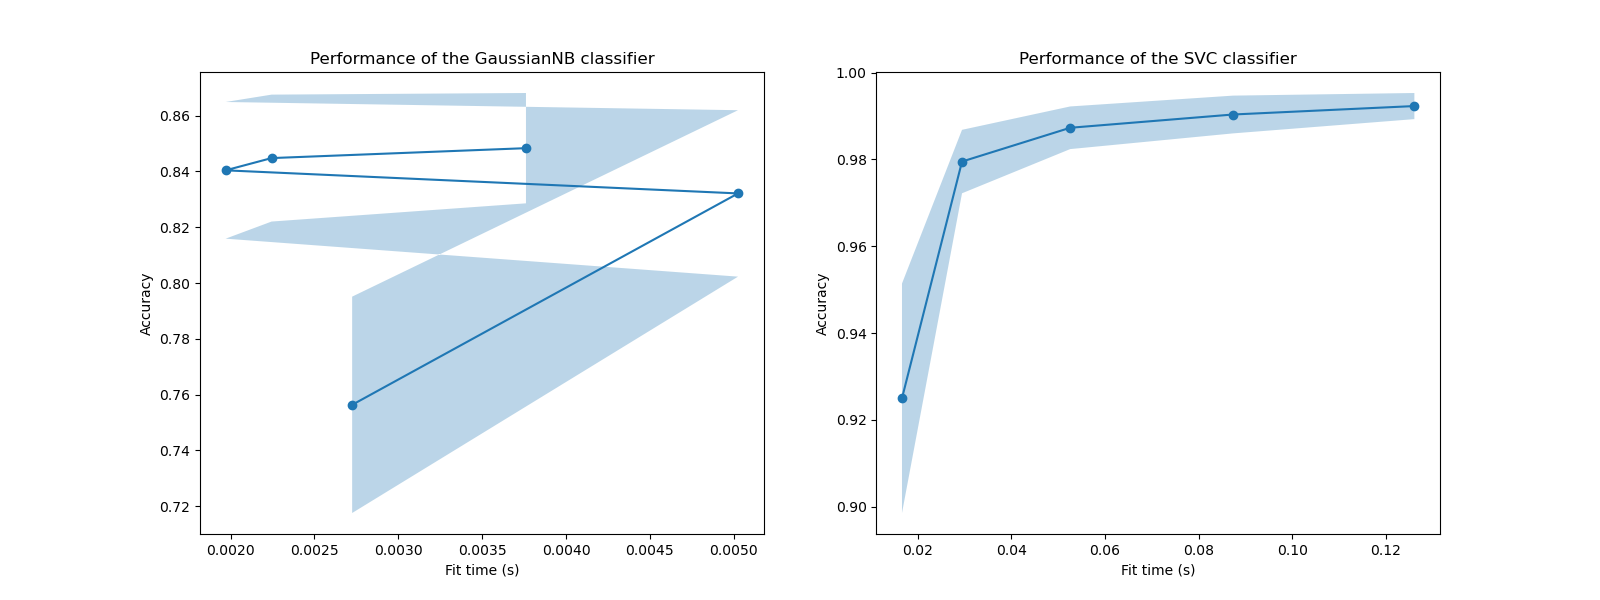 Performance of the GaussianNB classifier
Accuracy
0.86
0.84
0.82
0.80
0.78
0.76
0.74
0.72
0.0020 0.0025 0.0030 0.0035 0.0040 0.0045 0.0050
Fit time (s)
Performance of the SVC classifier
Accuracy
1.00
0.98
0.96
0.94
0.92
0.90
0.02 0.04 0.06 0.08 0.10 0.12
Fit time (s)